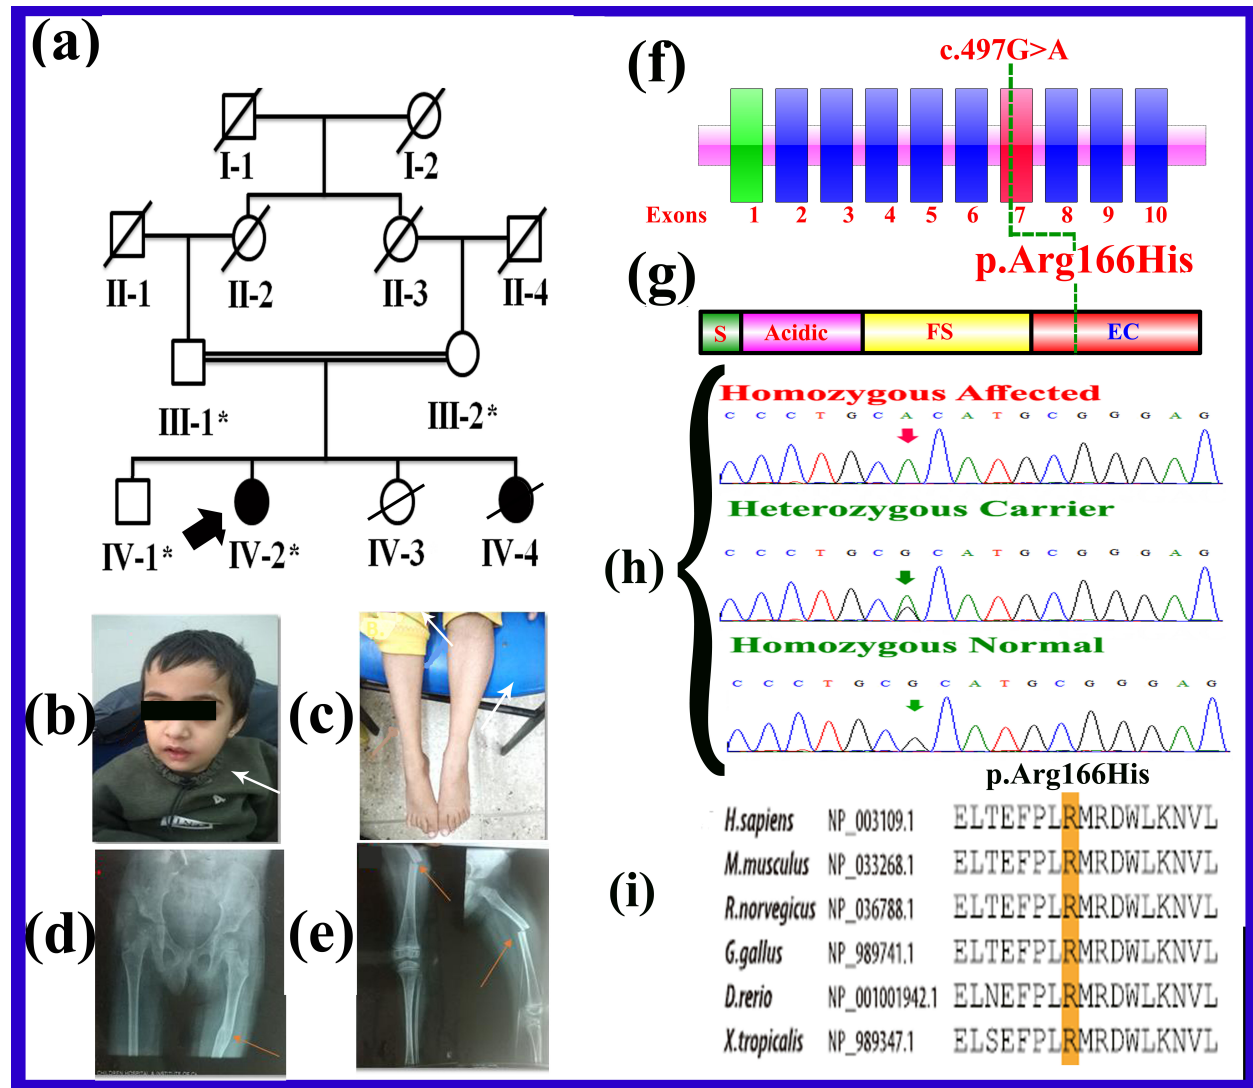 (a)
I-1 I-2
II-1 II-2 II-3 II-4
III-1* III-2*
IV-1* IV-2* IV-3 IV-4
(b)
(c)
(d)
(e)
(f)
c.497G>A
Exons 1 2 3 4 5 6 7 8 9 10
p.Arg166His
(g)
S Acidic FS EC
(h)
Homozygous Affected
C C C T G C A C A T G C G G G A G
Heterozygous Carrier
C C C T G C G C A T G C G G G A G
Homozygous Normal
C C C T G C G C A T G C G G G A G
p.Arg166His
(i)
H.sapiens NP_003109.1 ELTEFPLRMRDWLKNVL
M.musculus NP_033268.1 ELTEFPLRMRDWLKNVL
R.norvegicus NP_036788.1 ELTEFPLRMRDWLKNVL
G.gallus NP_989741.1 ELTEFPLRMRDWLKNVL
D.rerio NP_001001942.1 ELNEFPLRMRDWLKNVL
X.tropicalis NP_989347.1 ELSEFPLRMRDWLKNVL